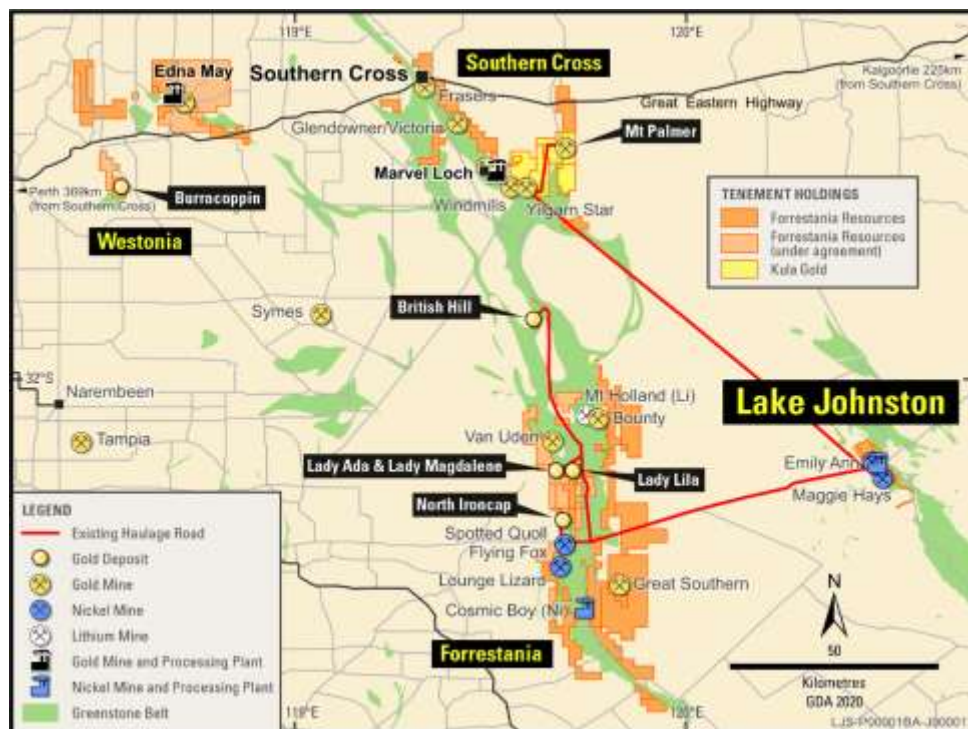 119°E
120°E
Edna May
Southern Cross
Southern Cross
Kalgoorlie 225km
(from Southern Cross)
Frasers
Great Eastern Highway
Glendowner/Victoria
Mt Palmer
Marvel Loch
Perth 369km
(from Southern Cross)
Burracoppin
Windmills
Yilgarn Star
Westonia
TENEMENT HOLDINGS
Forrestania Resources
Forrestania Resources
(under agreement)
Kula Gold
British Hill
Symes
32°S
Narembeen
Mt Holland (Li)
Bounty
Lake Johnston
Tampia
Van Uden
Lady Ada & Lady Magdalene
Lady Lila
Emily Ann
Maggie Hays
North Ironcap
Spotted Quoll
Flying Fox
Lounge Lizard
Great Southern
Cosmic Boy (Ni)
Forrestania
LEGEND
Existing Haulage Road
Gold Deposit
Gold Mine
Nickel Mine
Lithium Mine
Gold Mine and Processing Plant
Nickel Mine and Processing Plant
Greenstone Belt
N
50
Kilometres
GDA 2020
119°E
120°E